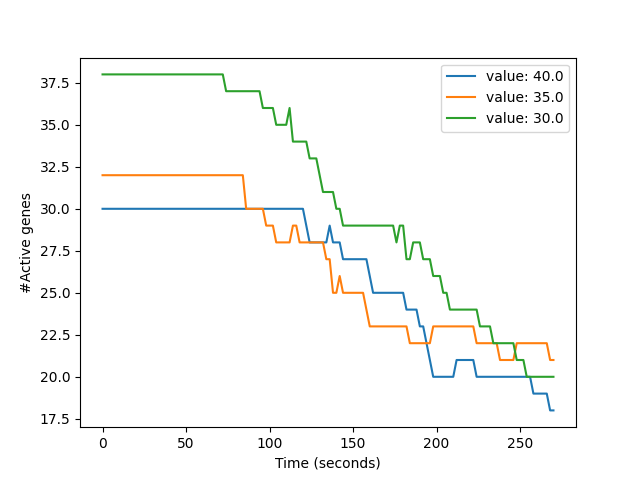 value: 40.0
value: 35.0
value: 30.0
37.5
35.0
32.5
30.0
27.5
25.0
22.5
20.0
17.5
#Active genes
0 50 100 150 200 250
Time (seconds)